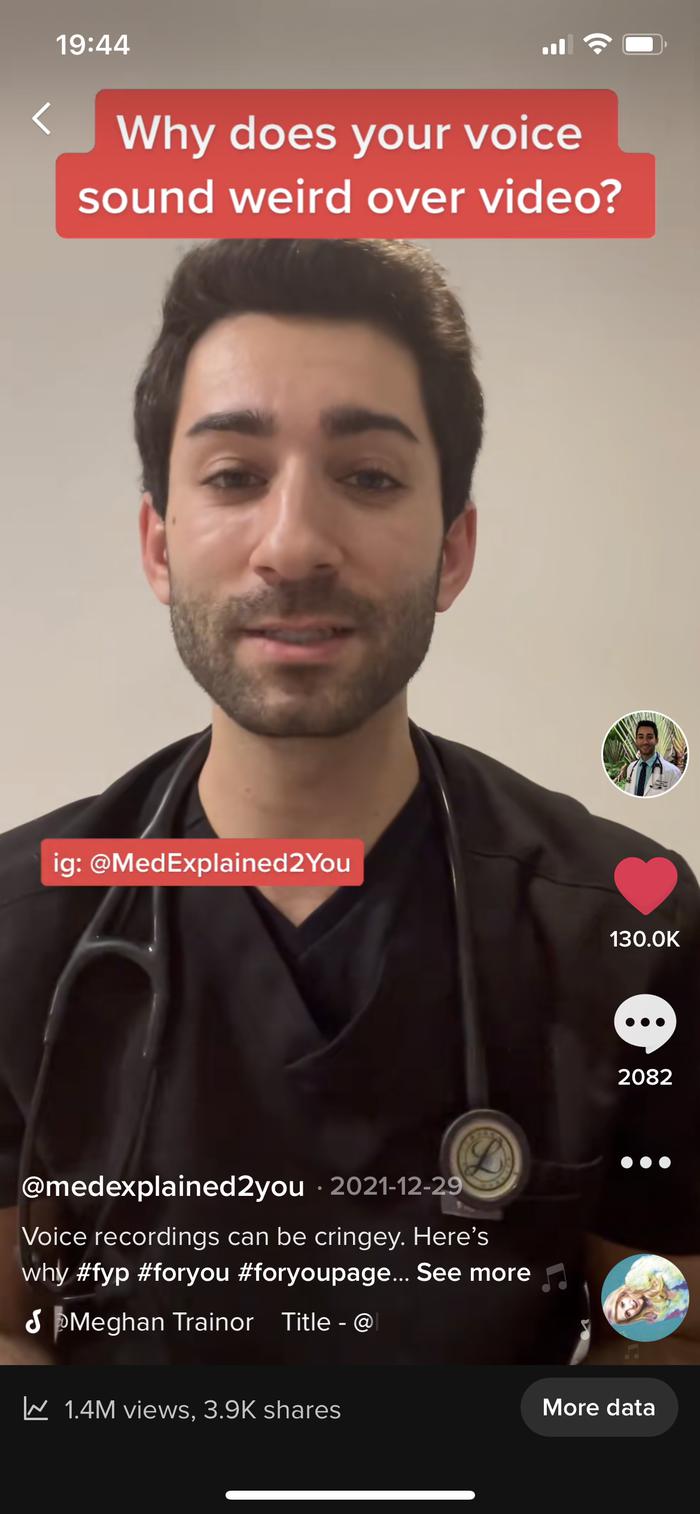 19:44
Why does your voice
sound weird over video?
ig: @MedExplained2You
130.0K
2082
@medexplained2you · 2021-12-29
Voice recordings can be cringey. Here’s
why #fyp #foryou #foryoupage... See more
@Meghan Trainor Title - @
1.4M views, 3.9K shares
More data